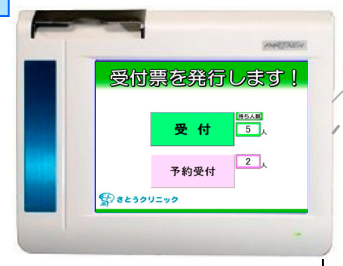 受付票を発行します！
待ち人数
受 付
5 人
予約受付
2 人
さとうクリニック